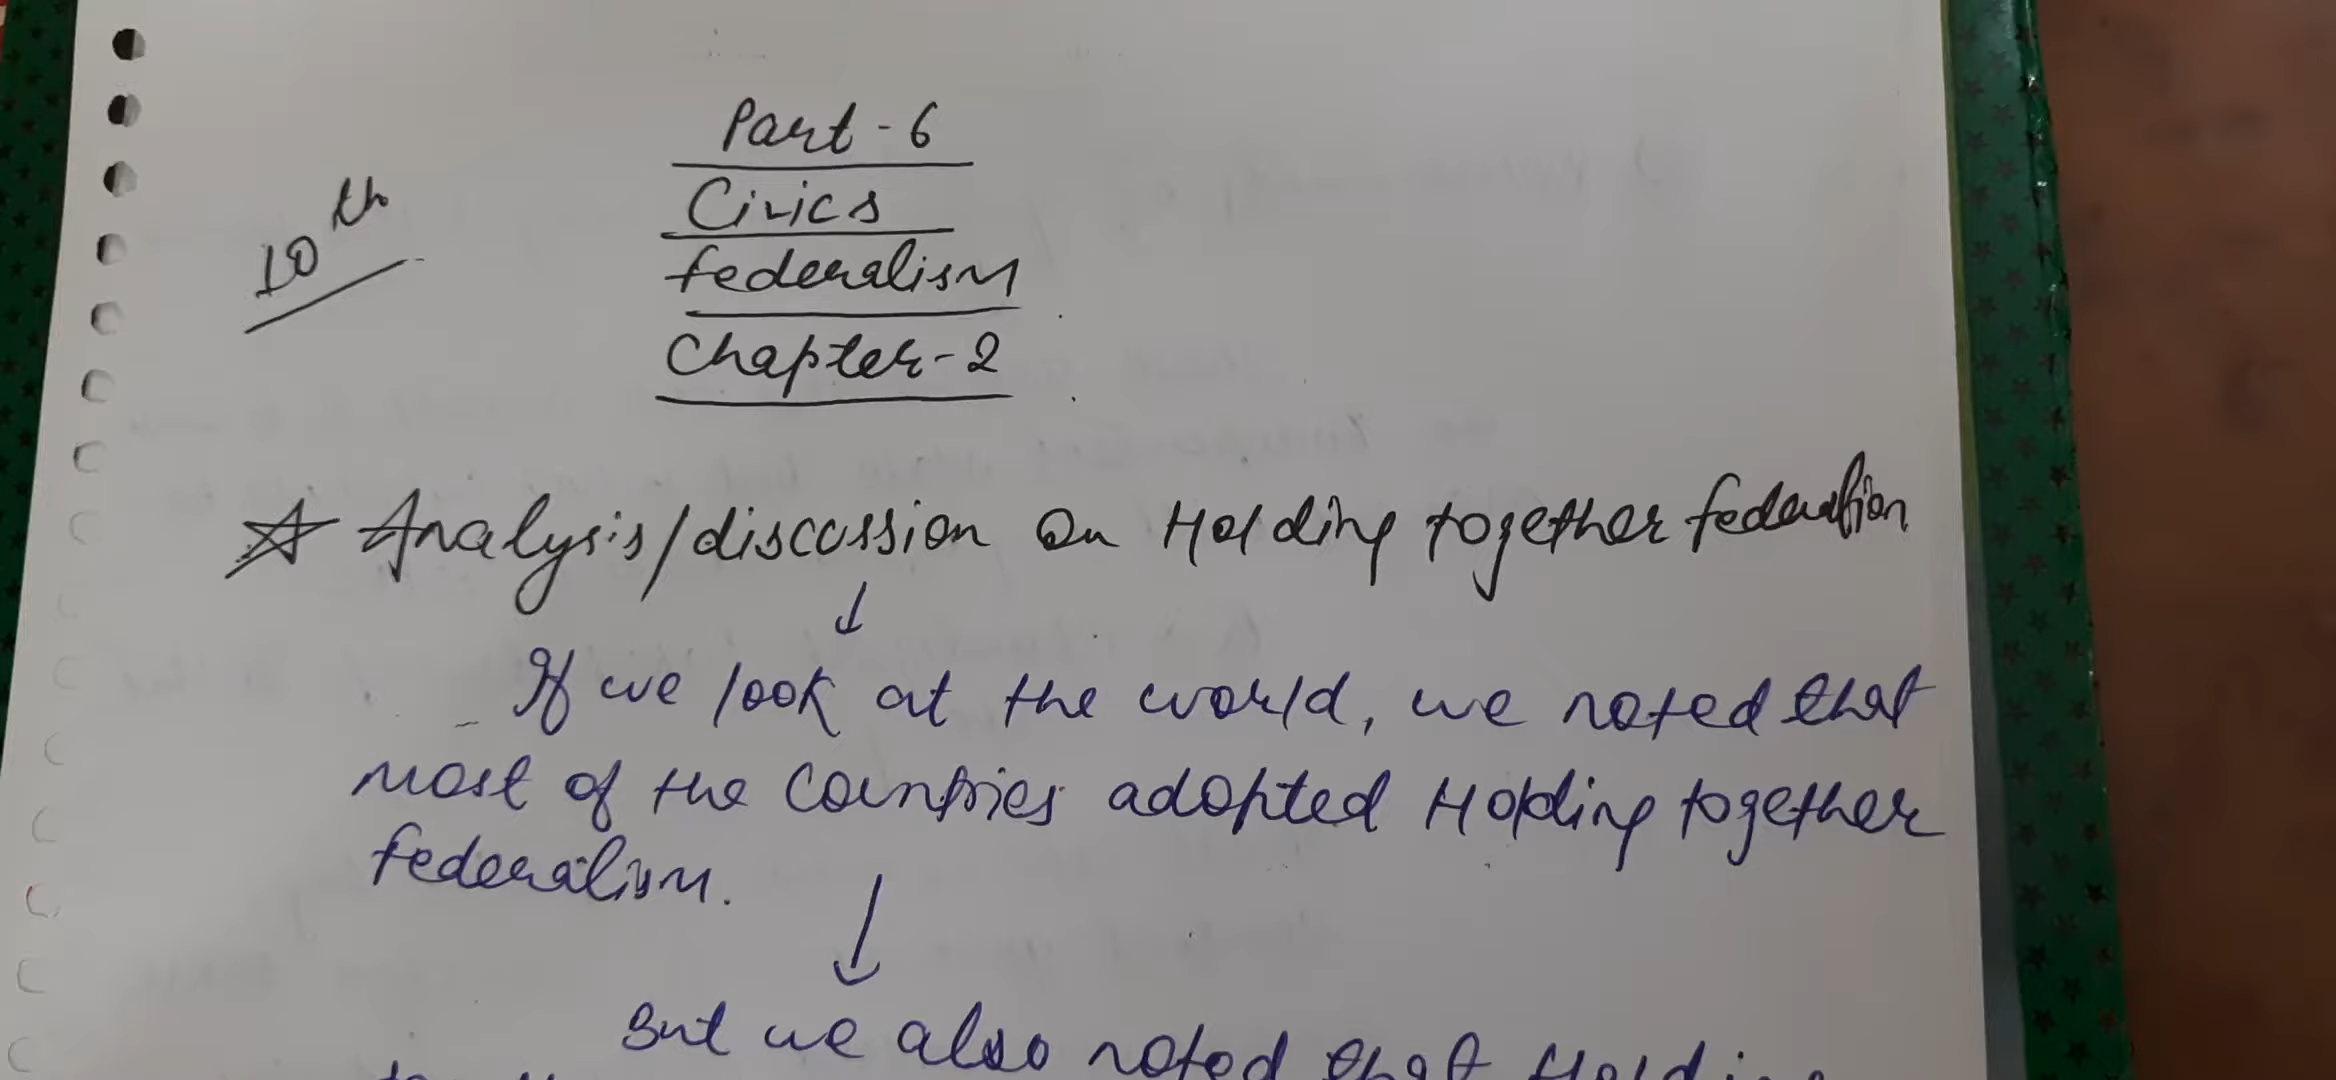 Part-6
10th
Civics
federalism
Chapter-2
Analysis/discussion on Holding together federation
If we look at the world, we noted that
most of the countries adopted Holding together
federalism.
But we also noted that Holding